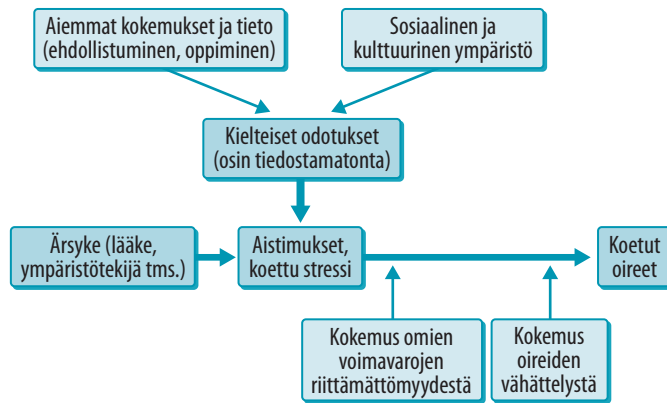 Aiemmat kokemukset ja tieto
(ehdollistuminen, oppiminen)
Sosiaalinen ja
kulttuurinen ympäristö
Kielteiset odotukset
(osin tiedostamatonta)
Ärsyke (lääke,
ympäristötekijä tms.)
Aistimukset,
koettu stressi
Koetut
oireet
Kokemus omien
voimavarojen
riittämättömyydestä
Kokemus
oireiden
vähättelystä